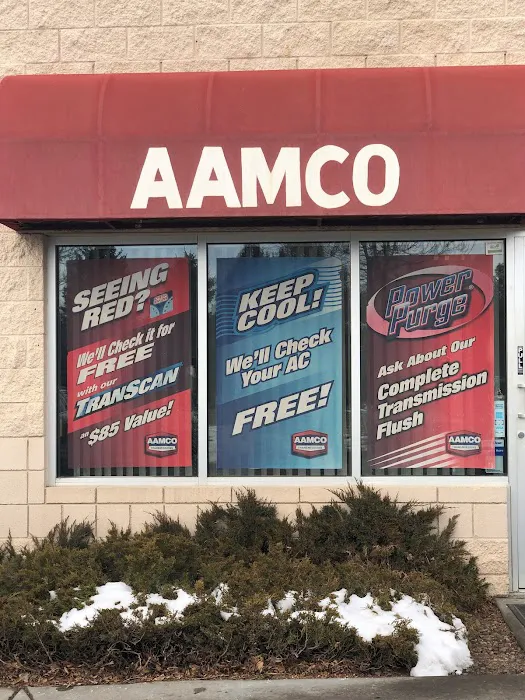 AAMCO
SEEING
RED?
We'll Check it for
FREE
with our
TRANSCAN
an $85 Value!
AAMCO
KEEP
COOL!
We'll Check
Your AC
FREE!
AAMCO
Power
Purge
Ask About Our
Complete
Transmission
Flush
AAMCO